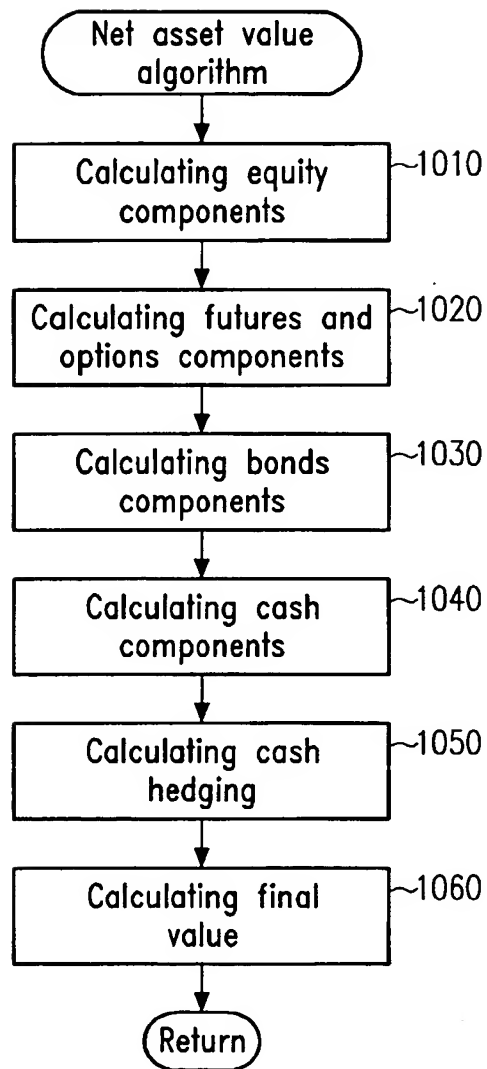 Net asset value
algorithm
Calculating equity
components
1010
Calculating futures and
options components
1020
Calculating bonds
components
1030
Calculating cash
components
1040
Calculating cash
hedging
1050
Calculating final
value
1060
Return